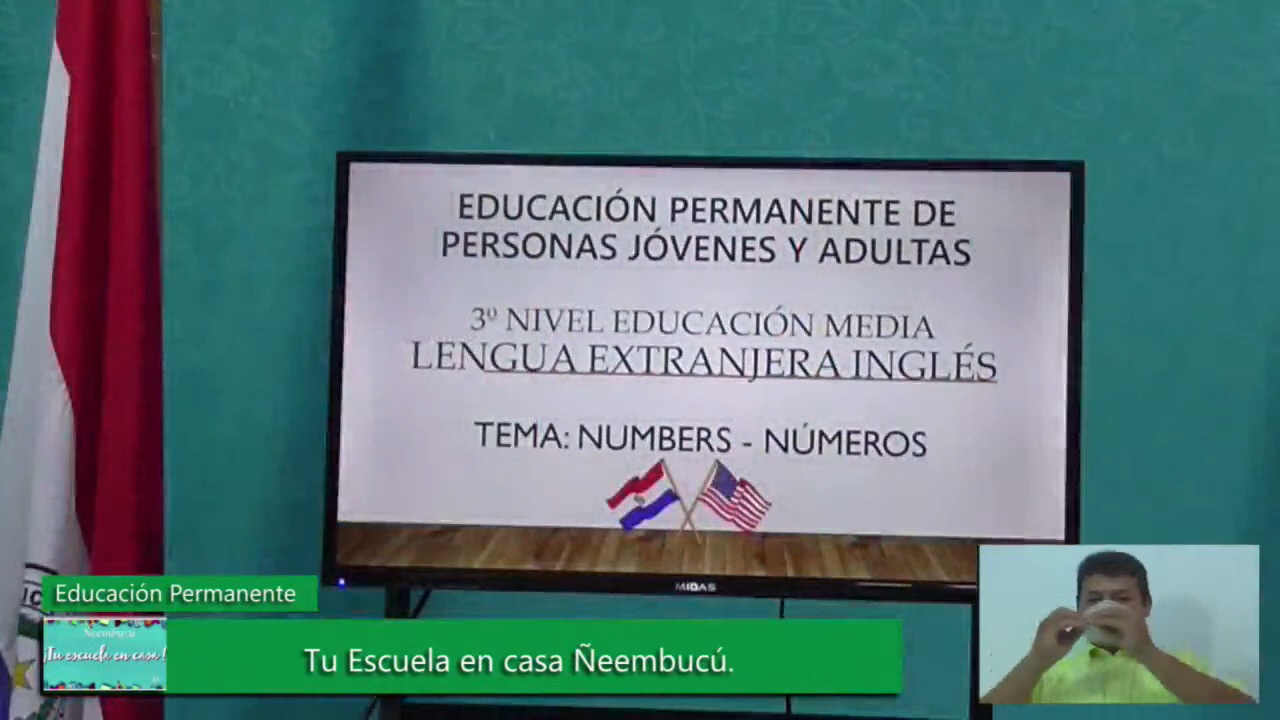 EDUCACIÓN PERMANENTE DE
PERSONAS JÓVENES Y ADULTAS
3º NIVEL EDUCACIÓN MEDIA
LENGUA EXTRANJERA INGLÉS
TEMA: NUMBERS - NÚMEROS
MIDAS
Educación Permanente
Ñeembucú
¡Tu escuela en casa!
Tu Escuela en casa Ñeembucú.